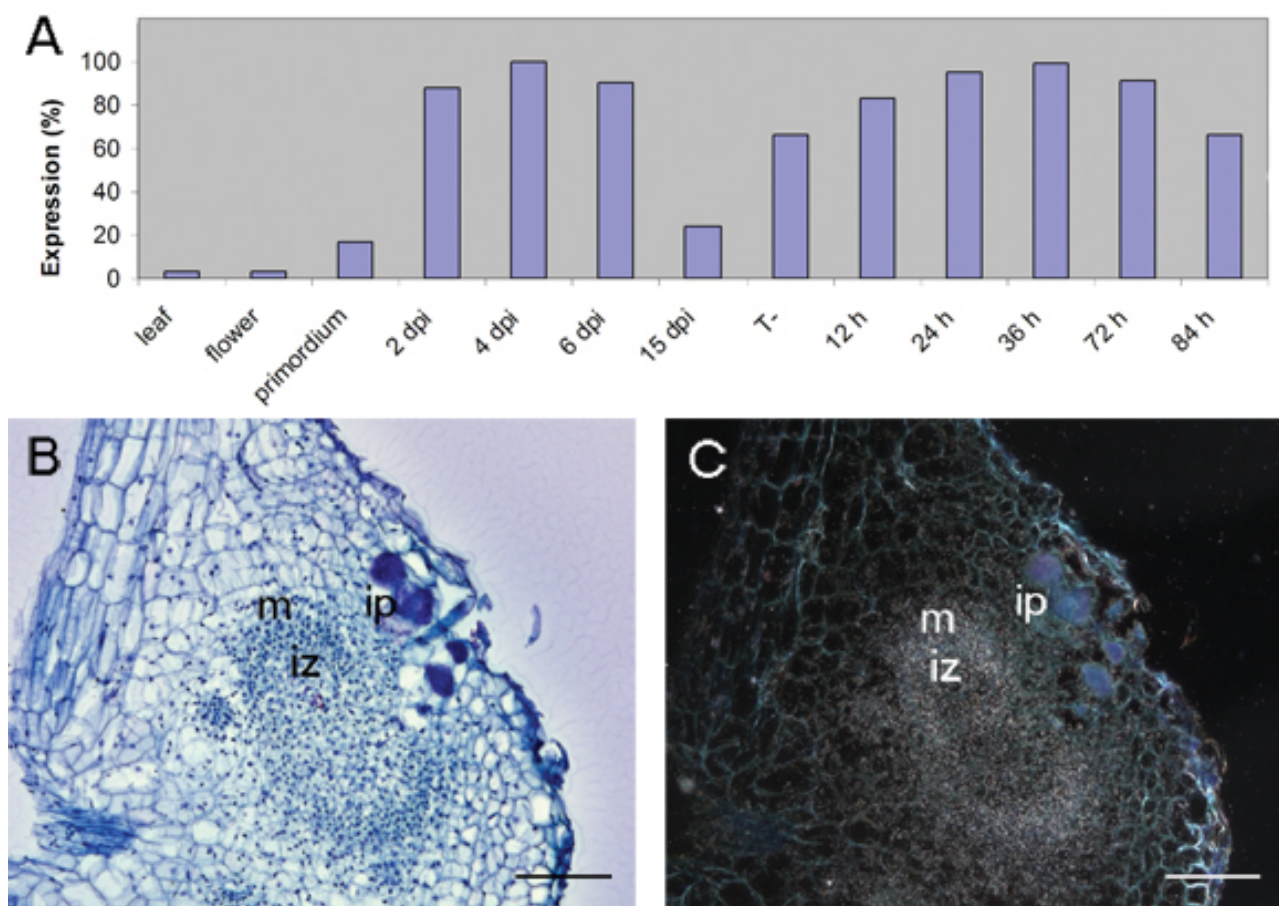 A
Expression (%)
100
80
60
40
20
0
leaf flower primordium 2 dpi 4 dpi 6 dpi 15 dpi T- 12 h 24 h 36 h 72 h 84 h
B
m ip
iz
C
m ip
iz